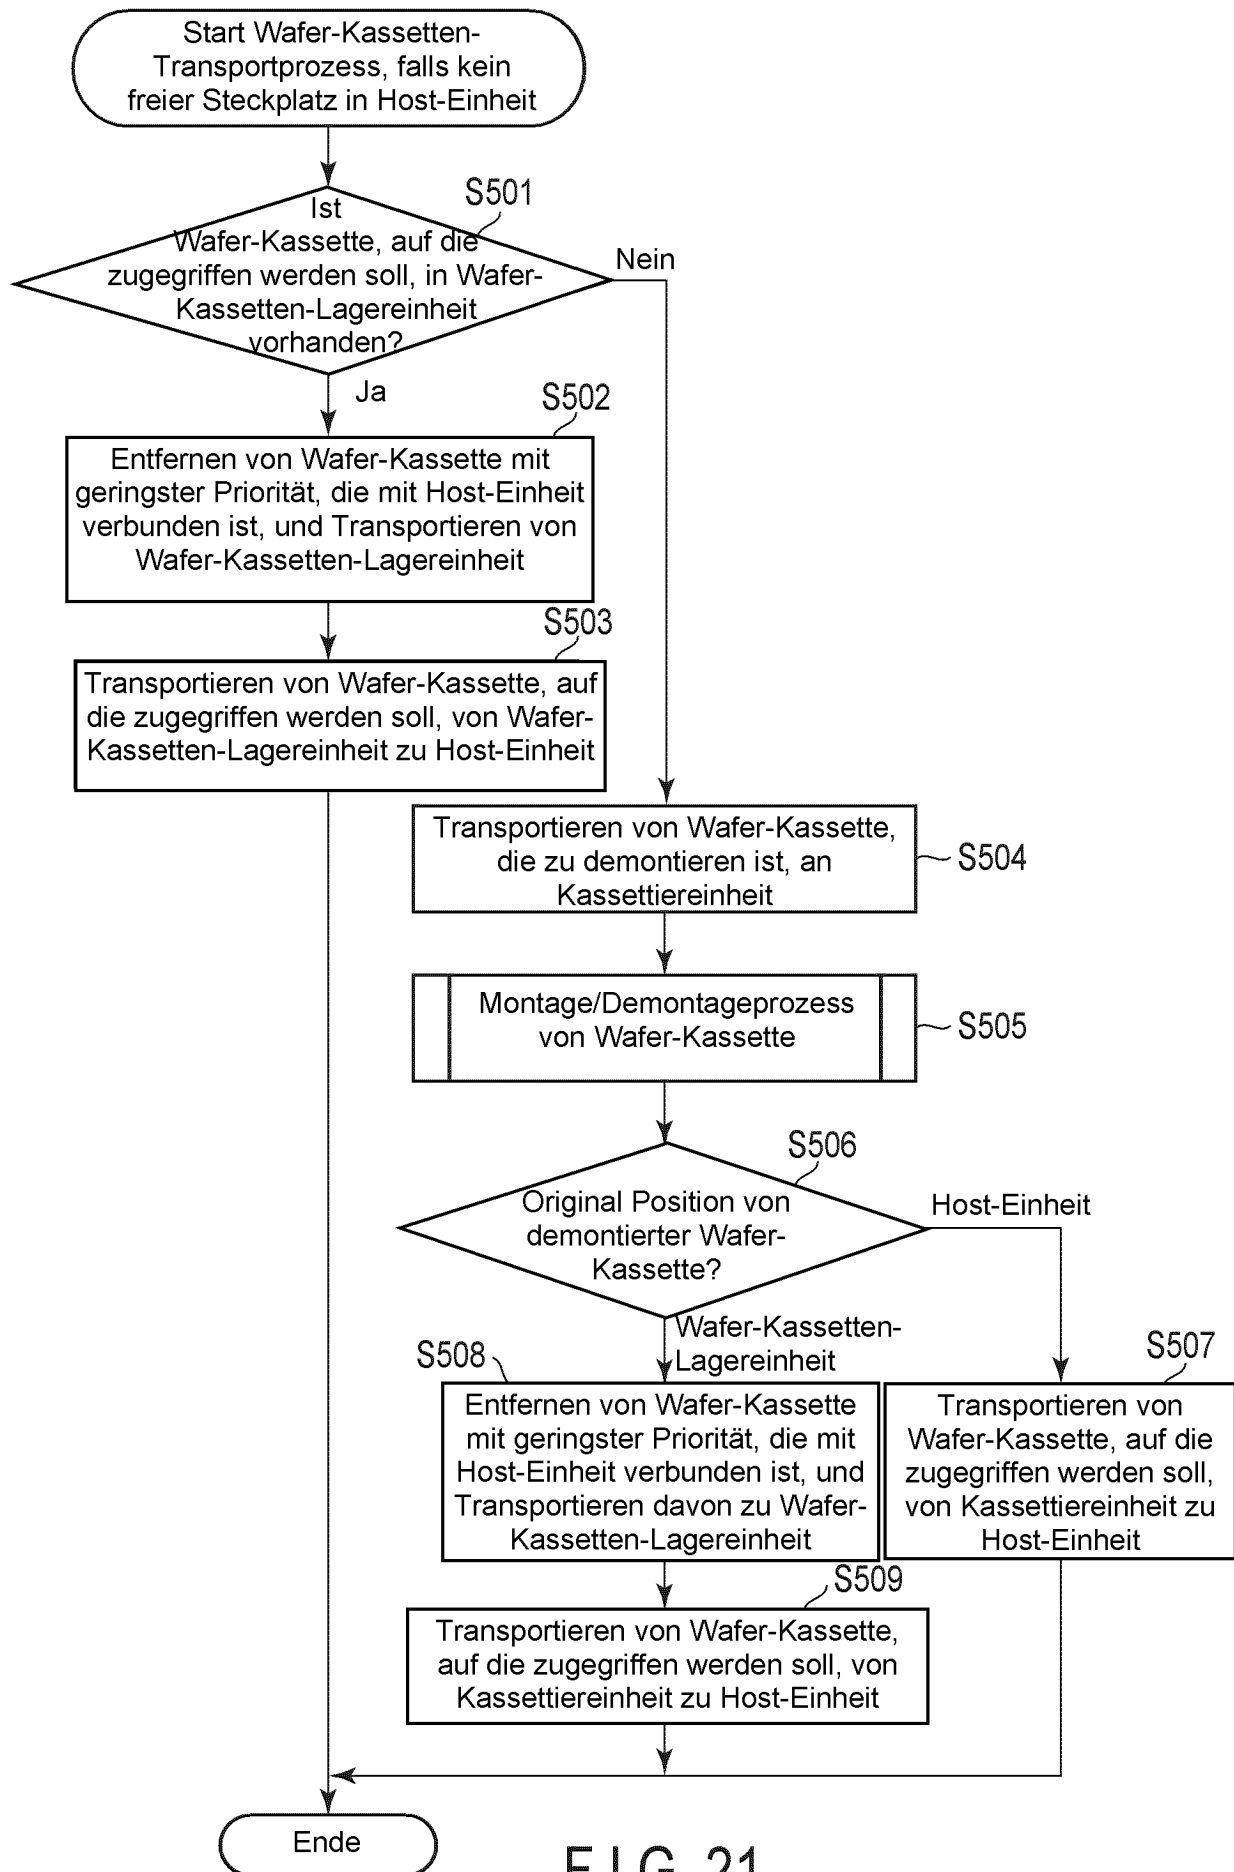 Start Wafer-Kassetten-
Transportprozess, falls kein
freier Steckplatz in Host-Einheit
S501
Ist
Wafer-Kassette, auf die
zugegriffen werden soll, in Wafer-
Kassetten-Lagereinheit
vorhanden?
Nein
Ja
S502
Entfernen von Wafer-Kassette mit
geringster Priorität, die mit Host-Einheit
verbunden ist, und Transportieren von
Wafer-Kassetten-Lagereinheit
S503
Transportieren von Wafer-Kassette, auf
die zugegriffen werden soll, von Wafer-
Kassetten-Lagereinheit zu Host-Einheit
Transportieren von Wafer-Kassette,
die zu demontieren ist, an
Kassettiereinheit
S504
Montage/Demontageprozess
von Wafer-Kassette
S505
S506
Original Position von
demontierter Wafer-
Kassette?
Host-Einheit
Wafer-Kassetten-
Lagereinheit
S508
Entfernen von Wafer-Kassette
mit geringster Priorität, die mit
Host-Einheit verbunden ist, und
Transportieren davon zu Wafer-
Kassetten-Lagereinheit
S507
Transportieren von
Wafer-Kassette, auf die
zugegriffen werden soll,
von Kassettiereinheit zu
Host-Einheit
S509
Transportieren von Wafer-Kassette,
auf die zugegriffen werden soll, von
Kassettiereinheit zu Host-Einheit
Ende
FIG. 21